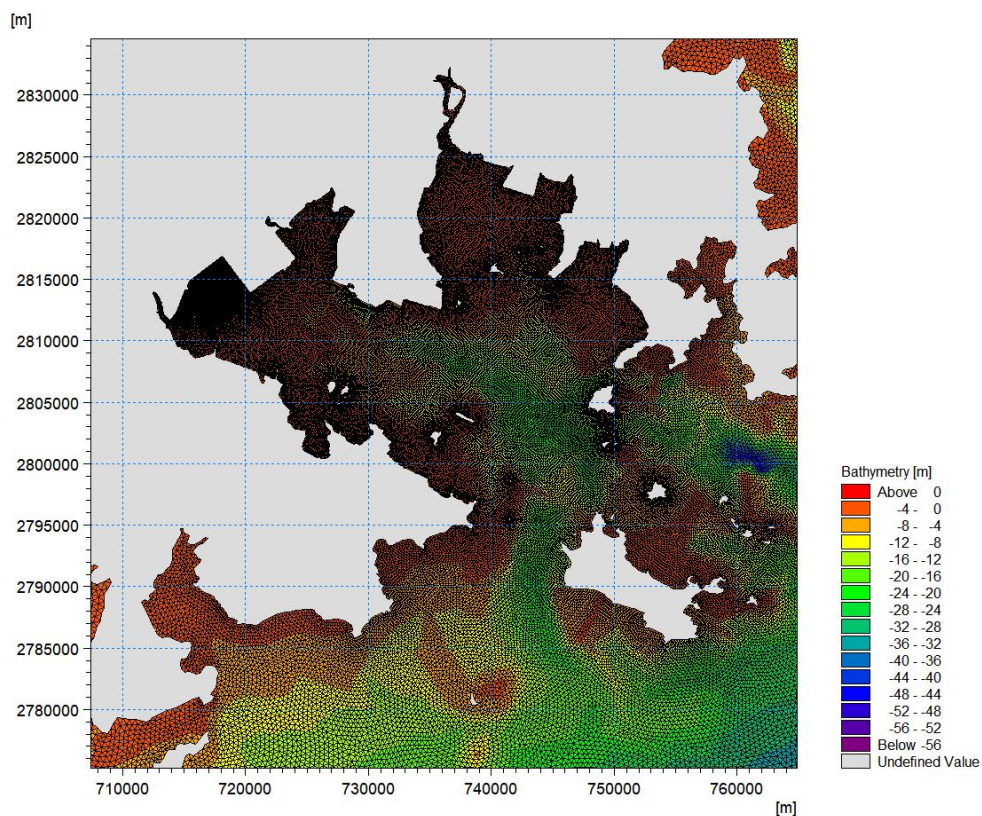 [m]
2830000
2825000
2820000
2815000
2810000
2805000
2800000
2795000
2790000
2785000
2780000
710000 720000 730000 740000 750000 760000
[m]
Bathymetry [m]
Above 0
-4 - 0
-8 - -4
-12 - -8
-16 - -12
-20 - -16
-24 - -20
-28 - -24
-32 - -28
-36 - -32
-40 - -36
-44 - -40
-48 - -44
-52 - -48
-56 - -52
Below -56
Undefined Value